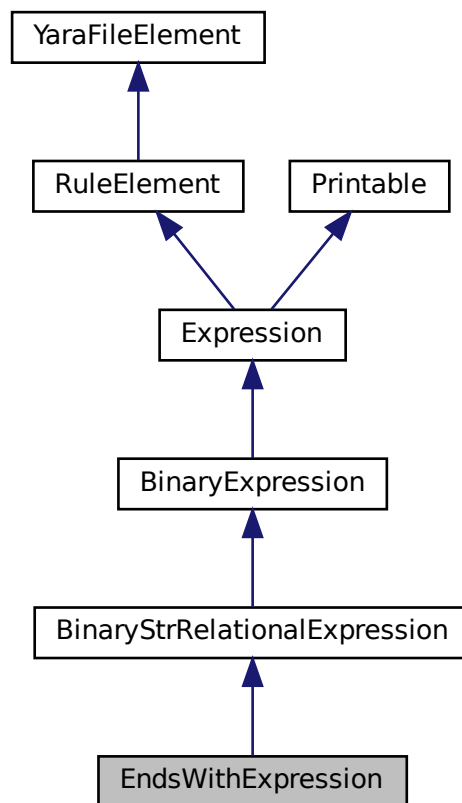 YaraFileElement
RuleElement
Printable
Expression
BinaryExpression
BinaryStrRelationalExpression
EndsWithExpression